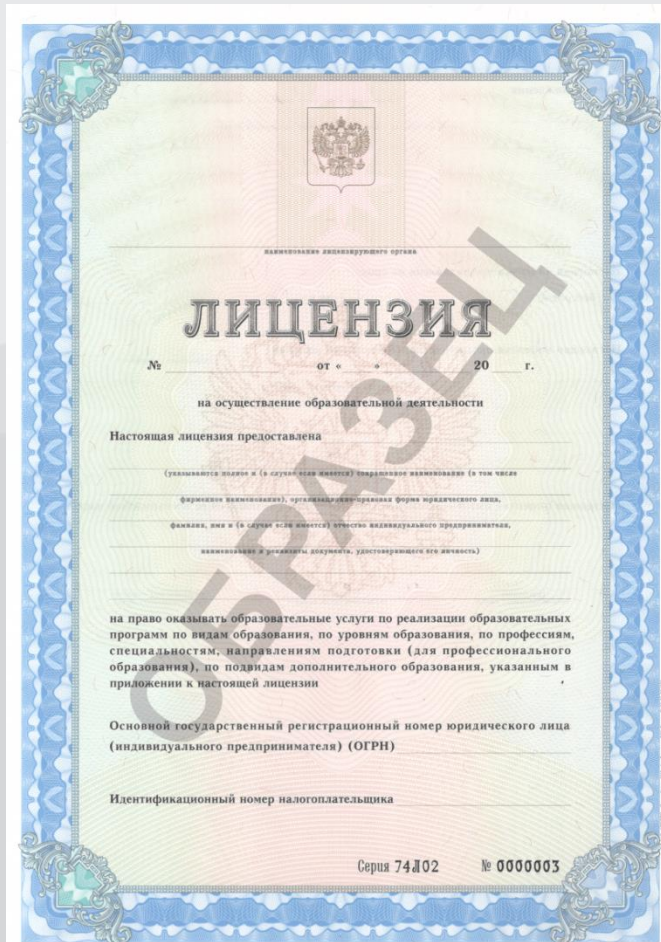 наименование лицензирующего органа
ЛИЦЕНЗИЯ
№ от « » 20 г.
на осуществление образовательной деятельности
Настоящая лицензия предоставлена
(указываются полное и (в случае если имеется) сокращенное наименование (в том числе
фирменное наименование), организационно-правовая форма юридического лица,
фамилия, имя и (в случае если имеется) отчество индивидуального предпринимателя,
наименование и реквизиты документа, удостоверяющего его личность)
на право оказывать образовательные услуги по реализации образовательных
программ по видам образования, по уровням образования, по профессиям,
специальностям, направлениям подготовки (для профессионального
образования), по подвидам дополнительного образования, указанным в
приложении к настоящей лицензии
Основной государственный регистрационный номер юридического лица
(индивидуального предпринимателя) (ОГРН)
Идентификационный номер налогоплательщика
Серия 74Л02 № 0000003
ОБРАЗЕЦ